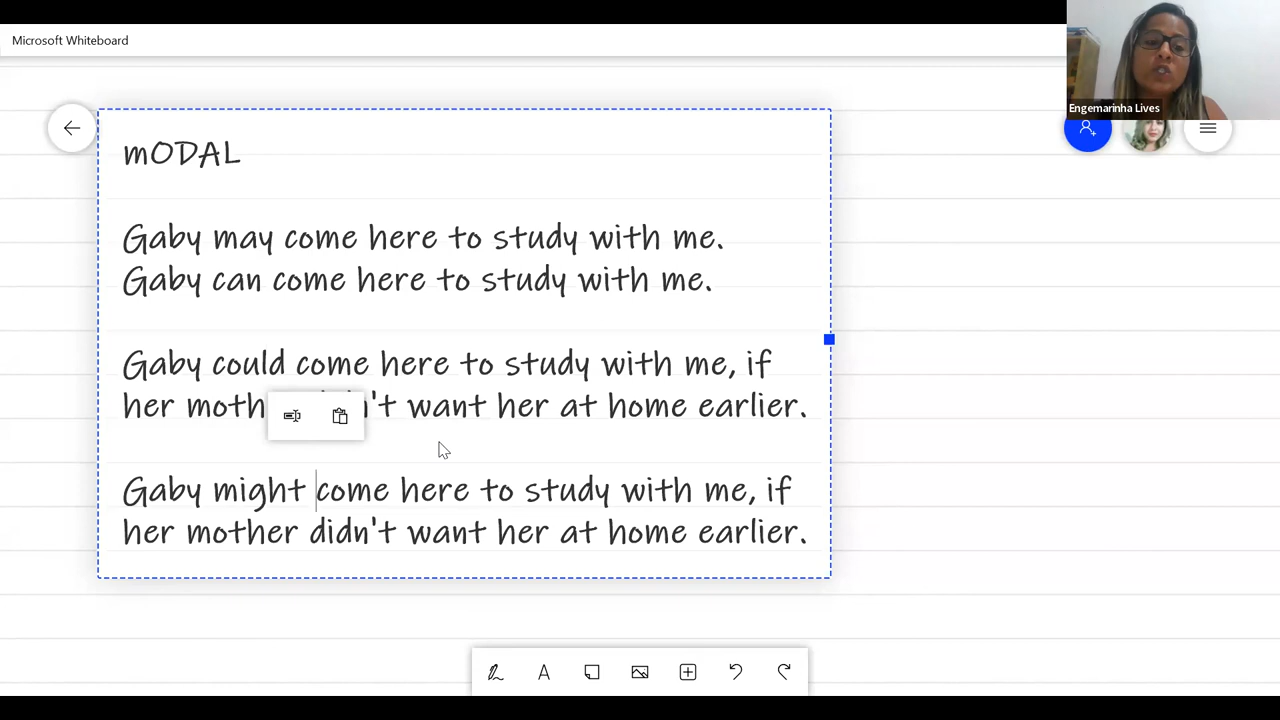 Microsoft Whiteboard
Engemarinha Lives
mODAL
Gaby may come here to study with me.
Gaby can come here to study with me.
Gaby could come here to study with me, if
her moth 't want her at home earlier.
Gaby might come here to study with me, if
her mother didn't want her at home earlier.